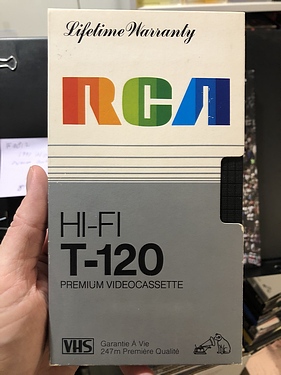 Lifetime Warranty
RCA
HI-FI
T-120
PREMIUM VIDEOCASSETTE
VHS
Garantie À Vie
247m Première Qualité